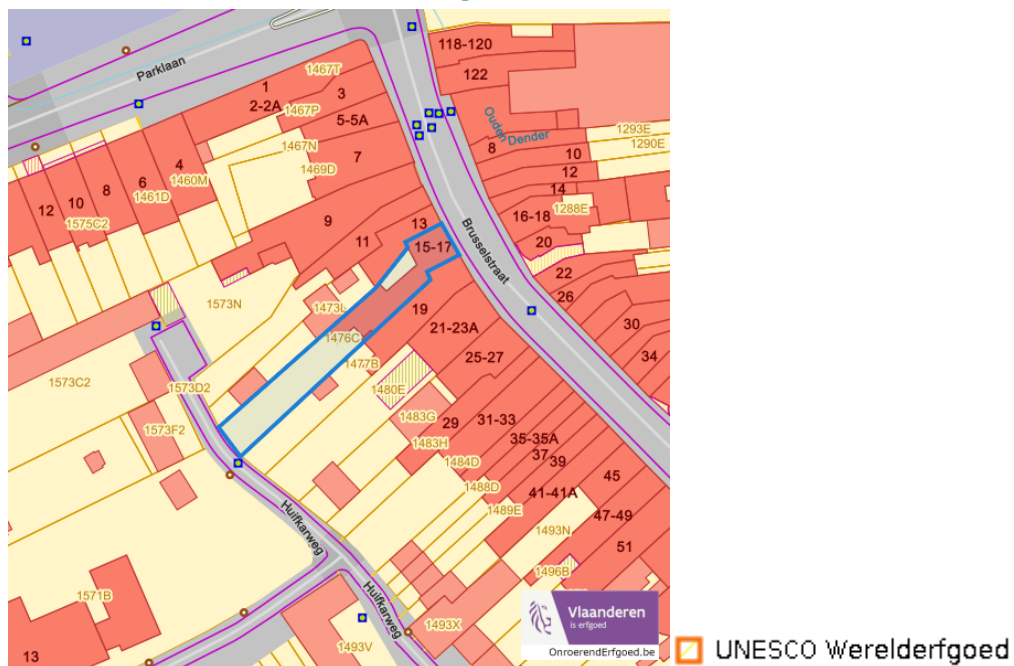 118-120
Parklaan
1467T
122
1
3
2-2A
1467P
5-5A
Ouden
Dender
1293E
1467N
7
8
1290E
4
1469D
10
6
1460M
12
8
1461D
14
10
1288E
12
1575C2
16-18
9
13
20
11
15-17
Brusselstraat
22
1573N
26
1473L
19
30
21-23A
1476C
34
1477B
25-27
1573C2
1573D2
1480E
1483G
29
31-33
1573F2
1483H
35-35A
37
1484D
39
45
1488D
41-41A
1489E
47-49
Huifkarweg
1493N
51
1496B
1571B
Huifkarweg
1493X
1493V
13
Vlaanderen
is erfgoed
OnroerendErfgoed.be
UNESCO Werelderfgoed